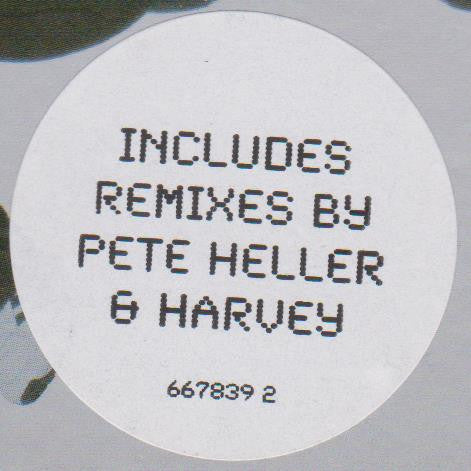 INCLUDES
REMIXES BY
PETE HELLER
& HARVEY
667839 2